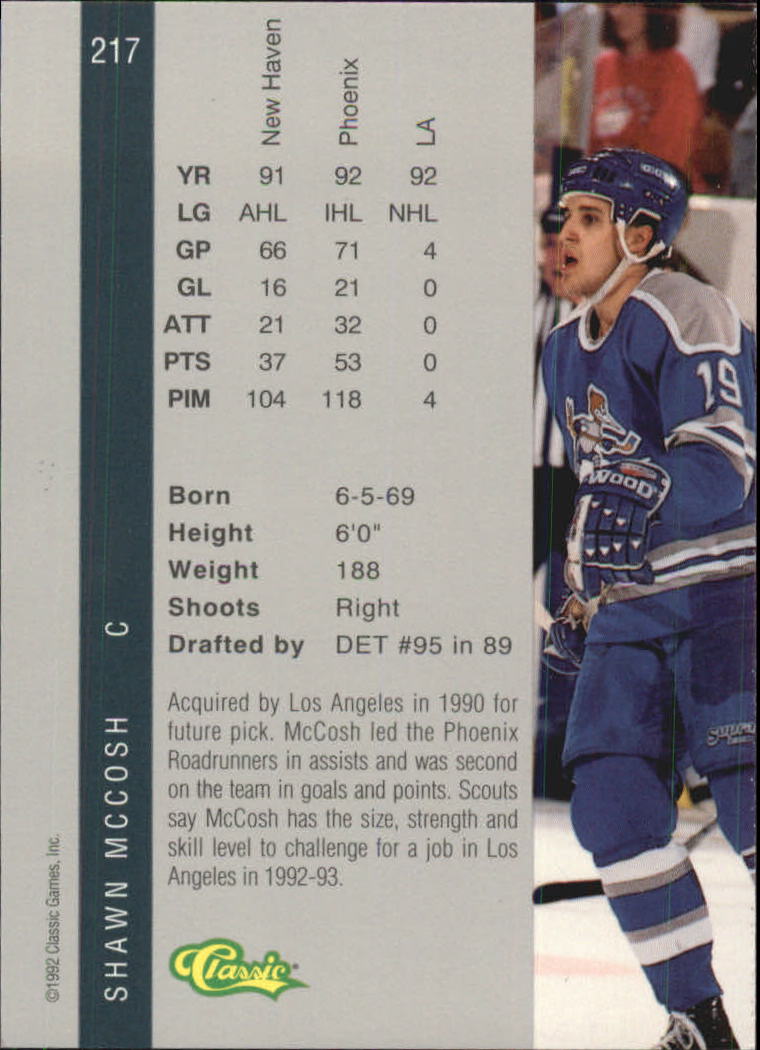 217
New Haven Phoenix LA
YR 91 92 92
LG AHL IHL NHL
GP 66 71 4
GL 16 21 0
ATT 21 32 0
PTS 37 53 0
PIM 104 118 4
Born 6-5-69
Height 6'0"
Weight 188
Shoots Right
Drafted by DET #95 in 89
Acquired by Los Angeles in 1990 for
future pick. McCosh led the Phoenix
Roadrunners in assists and was second
on the team in goals and points. Scouts
say McCosh has the size, strength and
skill level to challenge for a job in Los
Angeles in 1992-93.
Classic
SHAWN MCCOSH C
©1992 Classic Games, Inc.
19
WOOD
Supra